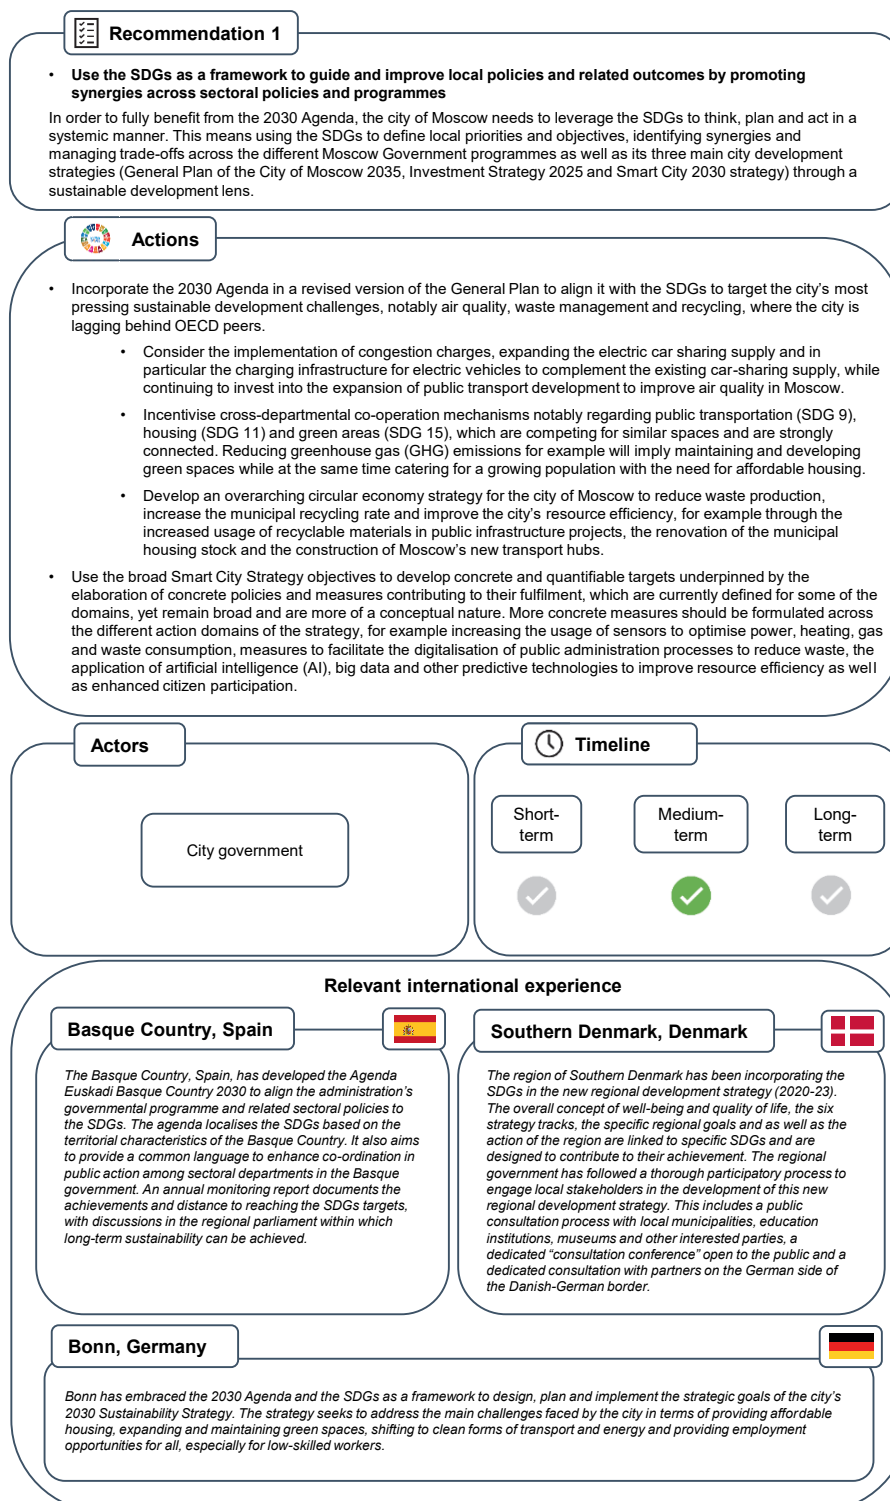 Recommendation 1
• Use the SDGs as a framework to guide and improve local policies and related outcomes by promoting
synergies across sectoral policies and programmes
In order to fully benefit from the 2030 Agenda, the city of Moscow needs to leverage the SDGs to think, plan and act in a
systemic manner. This means using the SDGs to define local priorities and objectives, identifying synergies and
managing trade-offs across the different Moscow Government programmes as well as its three main city development
strategies (General Plan of the City of Moscow 2035, Investment Strategy 2025 and Smart City 2030 strategy) through a
sustainable development lens.
Actions
• Incorporate the 2030 Agenda in a revised version of the General Plan to align it with the SDGs to target the city's most
pressing sustainable development challenges, notably air quality, waste management and recycling, where the city is
lagging behind OECD peers.
• Consider the implementation of congestion charges, expanding the electric car sharing supply and in
particular the charging infrastructure for electric vehicles to complement the existing car-sharing supply, while
continuing to invest into the expansion of public transport development to improve air quality in Moscow.
• Incentivise cross-departmental co-operation mechanisms notably regarding public transportation (SDG 9),
housing (SDG 11) and green areas (SDG 15), which are competing for similar spaces and are strongly
connected. Reducing greenhouse gas (GHG) emissions for example will imply maintaining and developing
green spaces while at the same time catering for a growing population with the need for affordable housing.
• Develop an overarching circular economy strategy for the city of Moscow to reduce waste production,
increase the municipal recycling rate and improve the city's resource efficiency, for example through the
increased usage of recyclable materials in public infrastructure projects, the renovation of the municipal
housing stock and the construction of Moscow's new transport hubs.
• Use the broad Smart City Strategy objectives to develop concrete and quantifiable targets underpinned by the
elaboration of concrete policies and measures contributing to their fulfilment, which are currently defined for some of the
domains, yet remain broad and are more of a conceptual nature. More concrete measures should be formulated across
the different action domains of the strategy, for example increasing the usage of sensors to optimise power, heating, gas
and waste consumption, measures to facilitate the digitalisation of public administration processes to reduce waste, the
application of artificial intelligence (AI), big data and other predictive technologies to improve resource efficiency as well
as enhanced citizen participation.
Actors
City government
Timeline
Short-
term
Medium-
term
Long-
term
Relevant international experience
Basque Country, Spain
The Basque Country, Spain, has developed the Agenda
Euskadi Basque Country 2030 to align the administration's
governmental programme and related sectoral policies to
the SDGs. The agenda localises the SDGs based on the
territorial characteristics of the Basque Country. It also aims
to provide a common language to enhance co-ordination in
public action among sectoral departments in the Basque
government. An annual monitoring report documents the
achievements and distance to reaching the SDGs targets,
with discussions in the regional parliament within which
long-term sustainability can be achieved.
Southern Denmark, Denmark
The region of Southern Denmark has been incorporating the
SDGs in the new regional development strategy (2020-23).
The overall concept of well-being and quality of life, the six
strategy tracks, the specific regional goals and as well as the
action of the region are linked to specific SDGs and are
designed to contribute to their achievement. The regional
government has followed a thorough participatory process to
engage local stakeholders in the development of this new
regional development strategy. This includes a public
consultation process with local municipalities, education
institutions, museums and other interested parties, a
dedicated "consultation conference" open to the public and a
dedicated consultation with partners on the German side of
the Danish-German border.
Bonn, Germany
Bonn has embraced the 2030 Agenda and the SDGs as a framework to design, plan and implement the strategic goals of the city's
2030 Sustainability Strategy. The strategy seeks to address the main challenges faced by the city in terms of providing affordable
housing, expanding and maintaining green spaces, shifting to clean forms of transport and energy and providing employment
opportunities for all, especially for low-skilled workers.